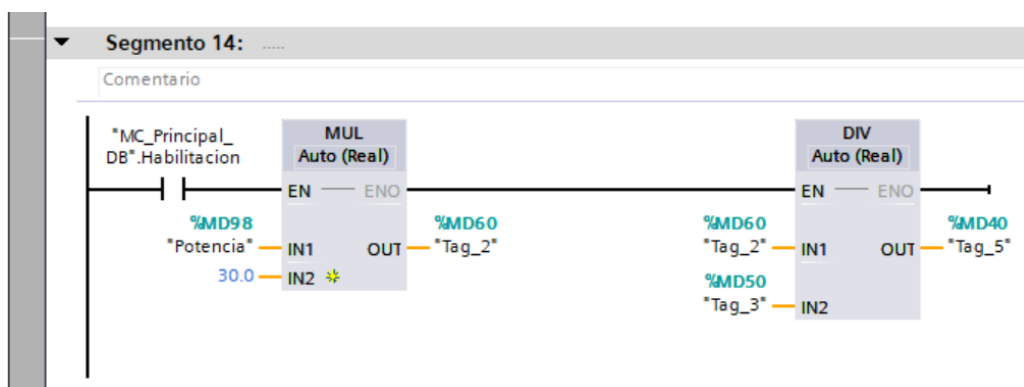 Segmento 14: .....
Comentario
"MC_Principal_
DB".Habilitacion
MUL
Auto (Real)
EN ENO
%MD98
"Potencia" IN1
30.0 IN2
OUT
%MD60
"Tag_2"
DIV
Auto (Real)
EN ENO
%MD60
"Tag_2" IN1
%MD50
"Tag_3" IN2
OUT
%MD40
"Tag_5"